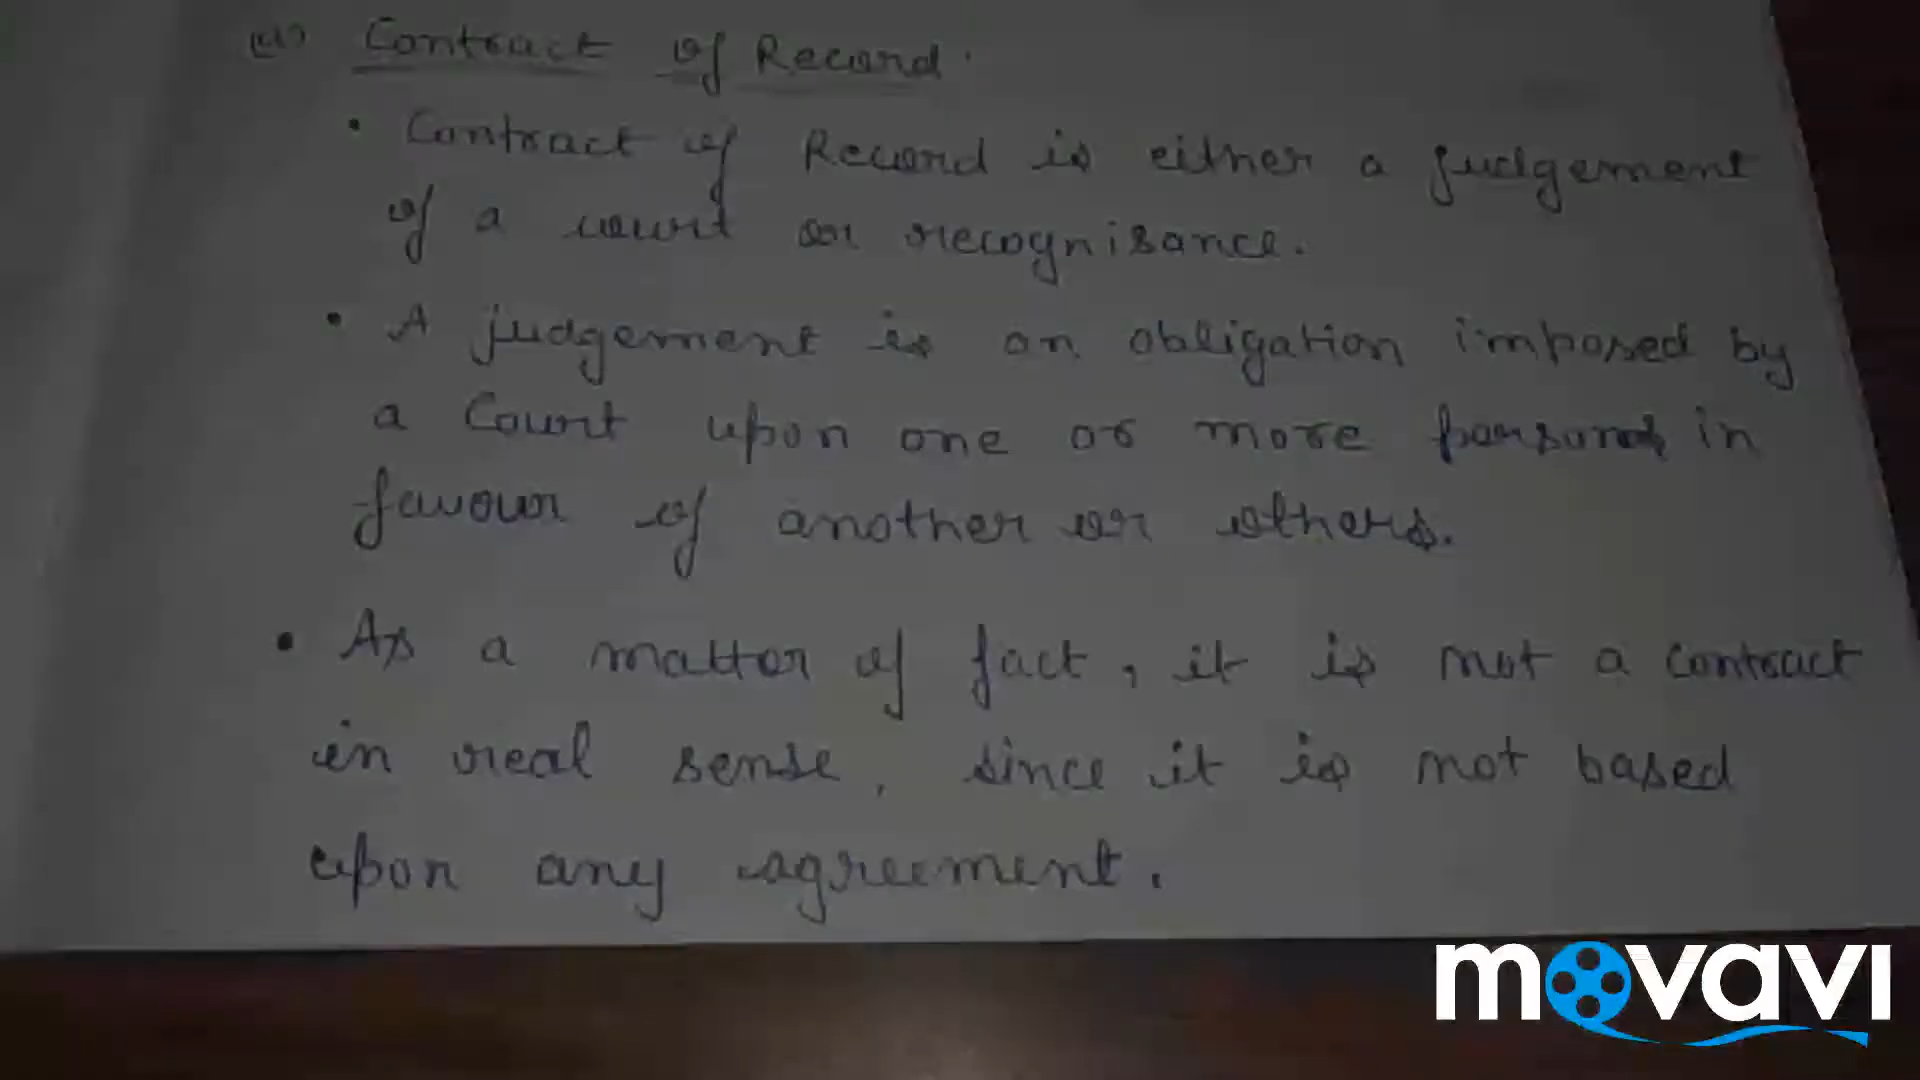 Contract of Record.
• Contract of Record is either a judgement
of a court or recognisance.
• A judgement is an obligation imposed by
a Court upon one or more persons in
favour of another or others.
• As a matter of fact, it is not a contract
in real sense, since it is not based
upon any agreement.
movavi